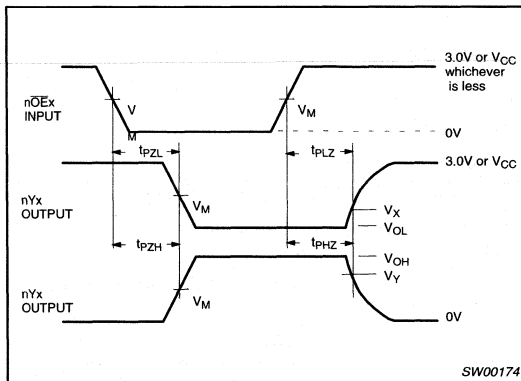 3.0V or VCC
whichever
is less
nOEx
INPUT
V
M
VM
0V
tPZL
tPLZ
3.0V or VCC
nYx
OUTPUT
VM
VX
VOL
tPZH
tPHZ
VOH
VY
nYx
OUTPUT
VM
0V
SW00174